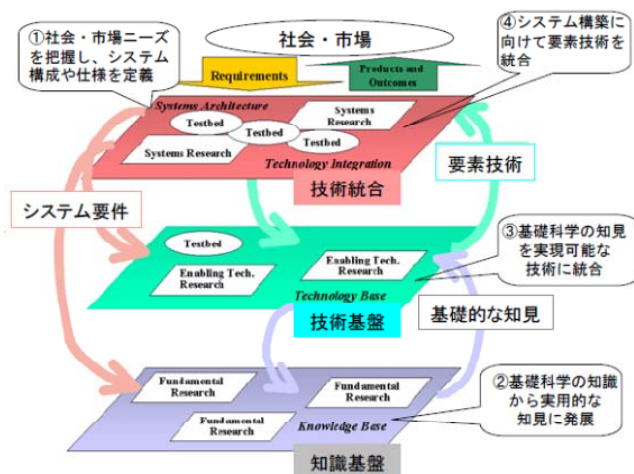 ①社会・市場ニーズ
を把握し、システム
構成や仕様を定義
社会・市場
④システム構築に
向けて要素技術を
統合
Requirements
Products and
Outcomes
Systems Architecture
Systems
Research
Testbed
Testbed
Testbed
Systems Research
Technology Integration
技術統合
要素技術
システム要件
Testbed
Enabling Tech.
Research
Enabling Tech.
Research
Technology Base
技術基盤
③基礎科学の知見
を実現可能な
技術に統合
基礎的な知見
Fundamental
Research
Fundamental
Research
Fundamental
Research
Knowledge Base
知識基盤
②基礎科学の知識
から実用的な
知見に発展